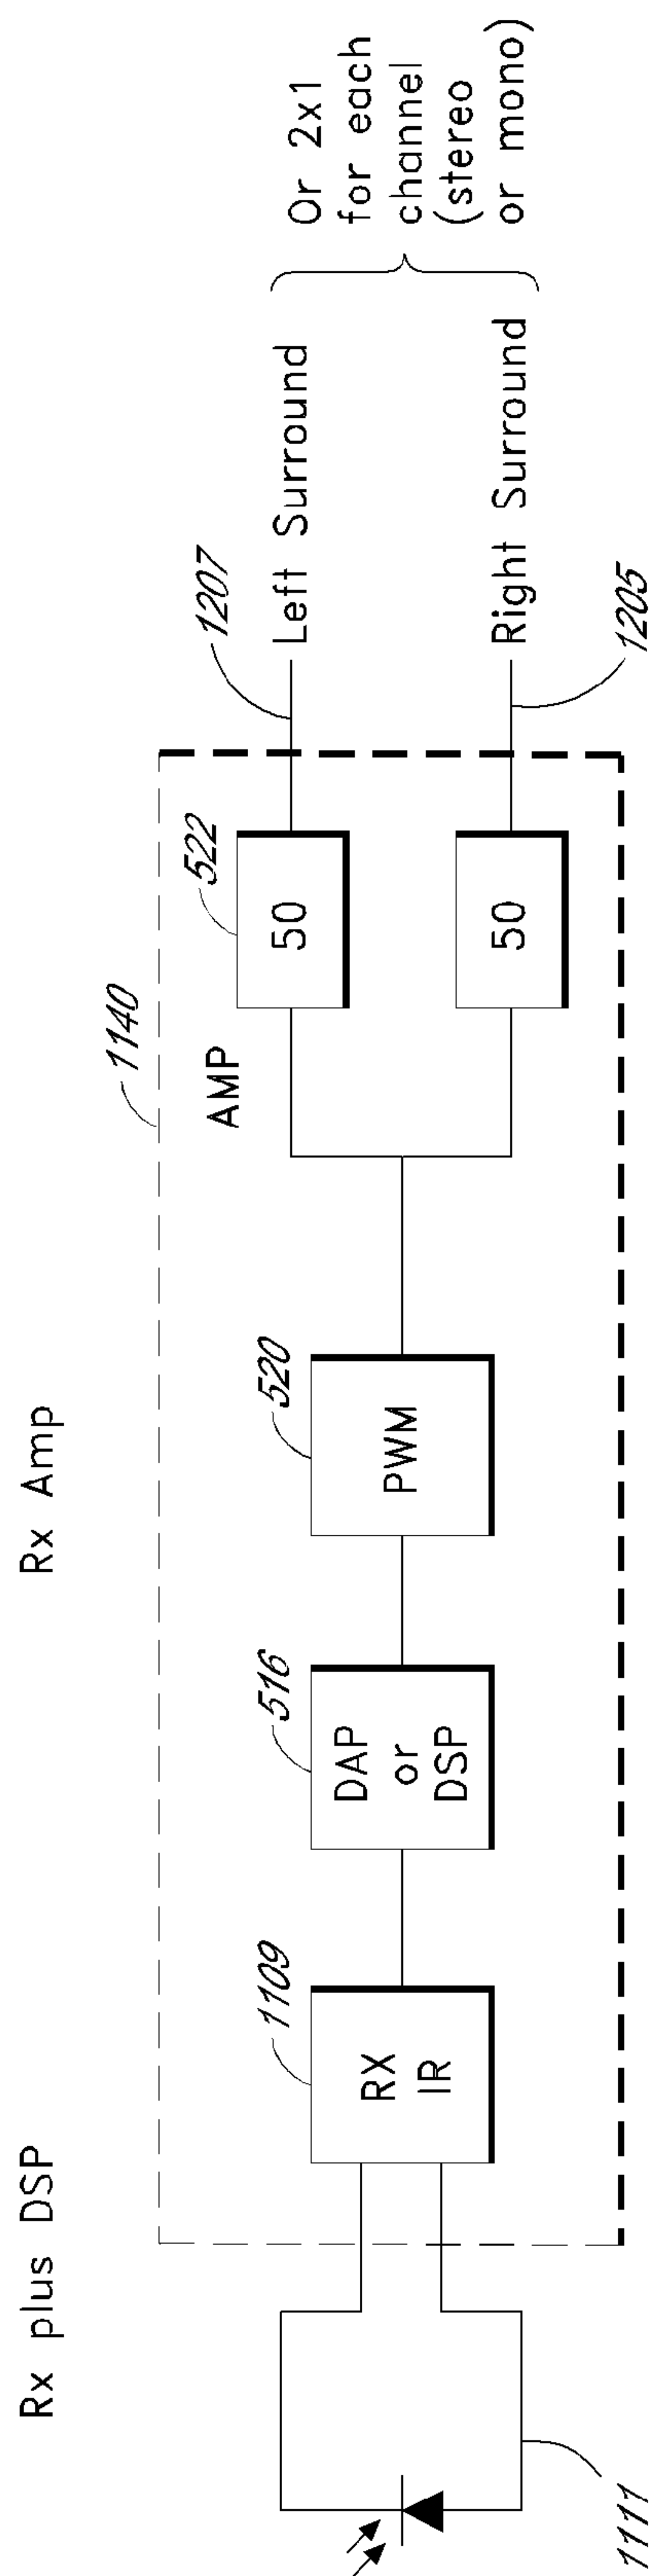 Rx plus DSP
Rx Amp
1140
1109
516
520
AMP
522
1207
RX
IR
DAP
or
DSP
PWM
50
50
Left Surround
Right Surround
Or 2x1
for each
channel
(stereo
or mono)
1111
1205